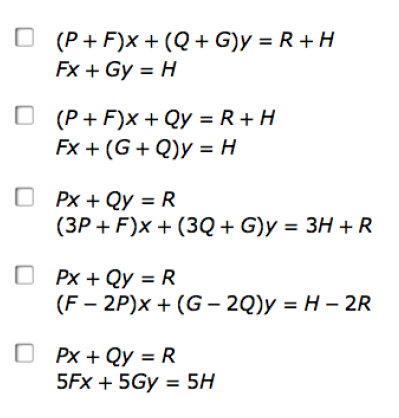 (P + F)x + (Q + G)y = R + H
Fx + Gy = H
(P + F)x + Qy = R + H
Fx + (G + Q)y = H
Px + Qy = R
(3P + F)x + (3Q + G)y = 3H + R
Px + Qy = R
(F – 2P)x + (G – 2Q)y = H – 2R
Px + Qy = R
5Fx + 5Gy = 5H